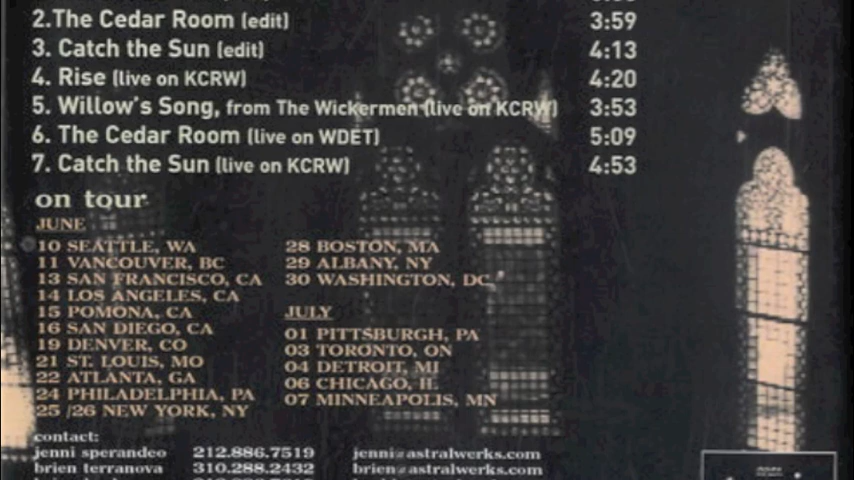 2.The Cedar Room (edit) 3:59
3. Catch the Sun (edit) 4:13
4. Rise (live on KCRW) 4:20
5. Willow's Song, from The Wickermen (live on KCRW) 3:53
6. The Cedar Room (live on WDET) 5:09
7. Catch the Sun (live on KCRW) 4:53
on tour
JUNE
10 SEATTLE, WA
11 VANCOUVER, BC
13 SAN FRANCISCO, CA
14 LOS ANGELES, CA
15 POMONA, CA
16 SAN DIEGO, CA
19 DENVER, CO
21 ST. LOUIS, MO
22 ATLANTA, GA
24 PHILADELPHIA, PA
25 /26 NEW YORK, NY
28 BOSTON, MA
29 ALBANY, NY
30 WASHINGTON, DC
JULY
01 PITTSBURGH, PA
03 TORONTO, ON
04 DETROIT, MI
06 CHICAGO, IL
07 MINNEAPOLIS, MN
contact:
jenni sperandeo 212.886.7519 jenni@astralwerks.com
brien terranova 310.288.2432 brien@astralwerks.com